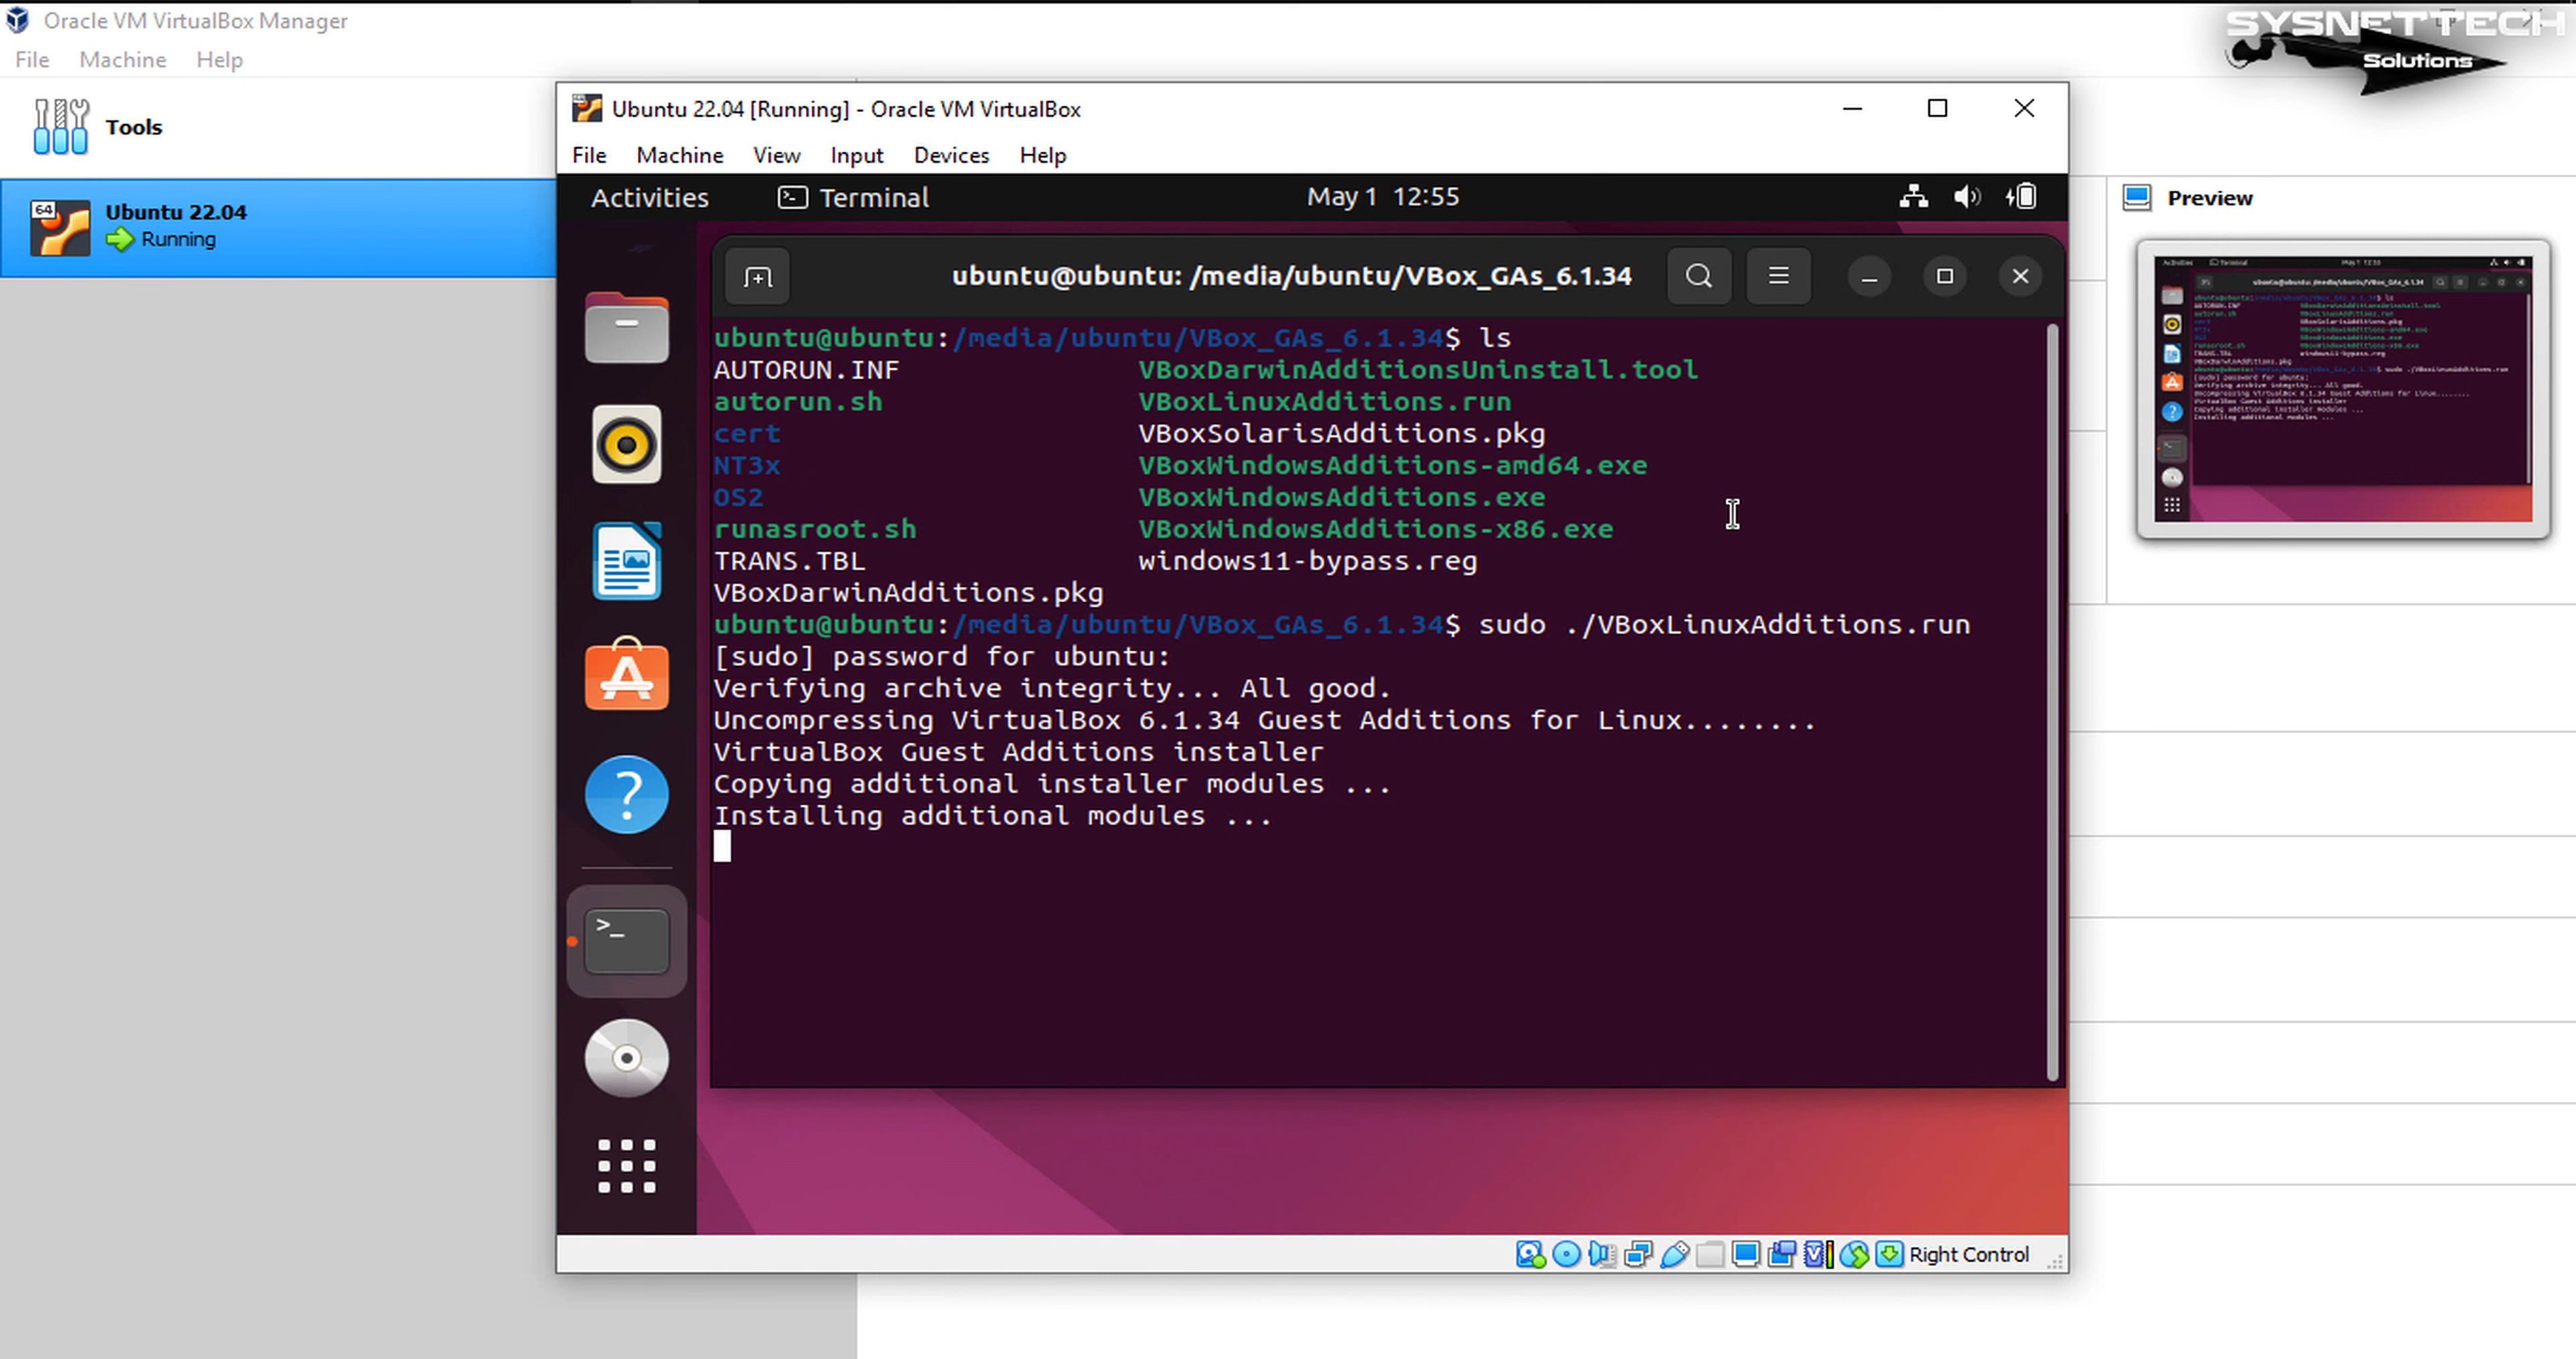 Oracle VM VirtualBox Manager
SYSNETTECH
Solutions
File Machine Help
Tools
Ubuntu 22.04
Running
Ubuntu 22.04 [Running] - Oracle VM VirtualBox
File Machine View Input Devices Help
Activities Terminal May 1 12:55
Preview
ubuntu@ubuntu: /media/ubuntu/VBox_GAs_6.1.34
ubuntu@ubuntu:/media/ubuntu/VBox_GAs_6.1.34$ ls
AUTORUN.INF VBoxDarwinAdditionsUninstall.tool
autorun.sh VBoxLinuxAdditions.run
cert VBoxSolarisAdditions.pkg
NT3x VBoxWindowsAdditions-amd64.exe
OS2 VBoxWindowsAdditions.exe
runasroot.sh VBoxWindowsAdditions-x86.exe
TRANS.TBL windows11-bypass.reg
VBoxDarwinAdditions.pkg
ubuntu@ubuntu:/media/ubuntu/VBox_GAs_6.1.34$ sudo ./VBoxLinuxAdditions.run
[sudo] password for ubuntu:
Verifying archive integrity... All good.
Uncompressing VirtualBox 6.1.34 Guest Additions for Linux........
VirtualBox Guest Additions installer
Copying additional installer modules ...
Installing additional modules ...
Right Control